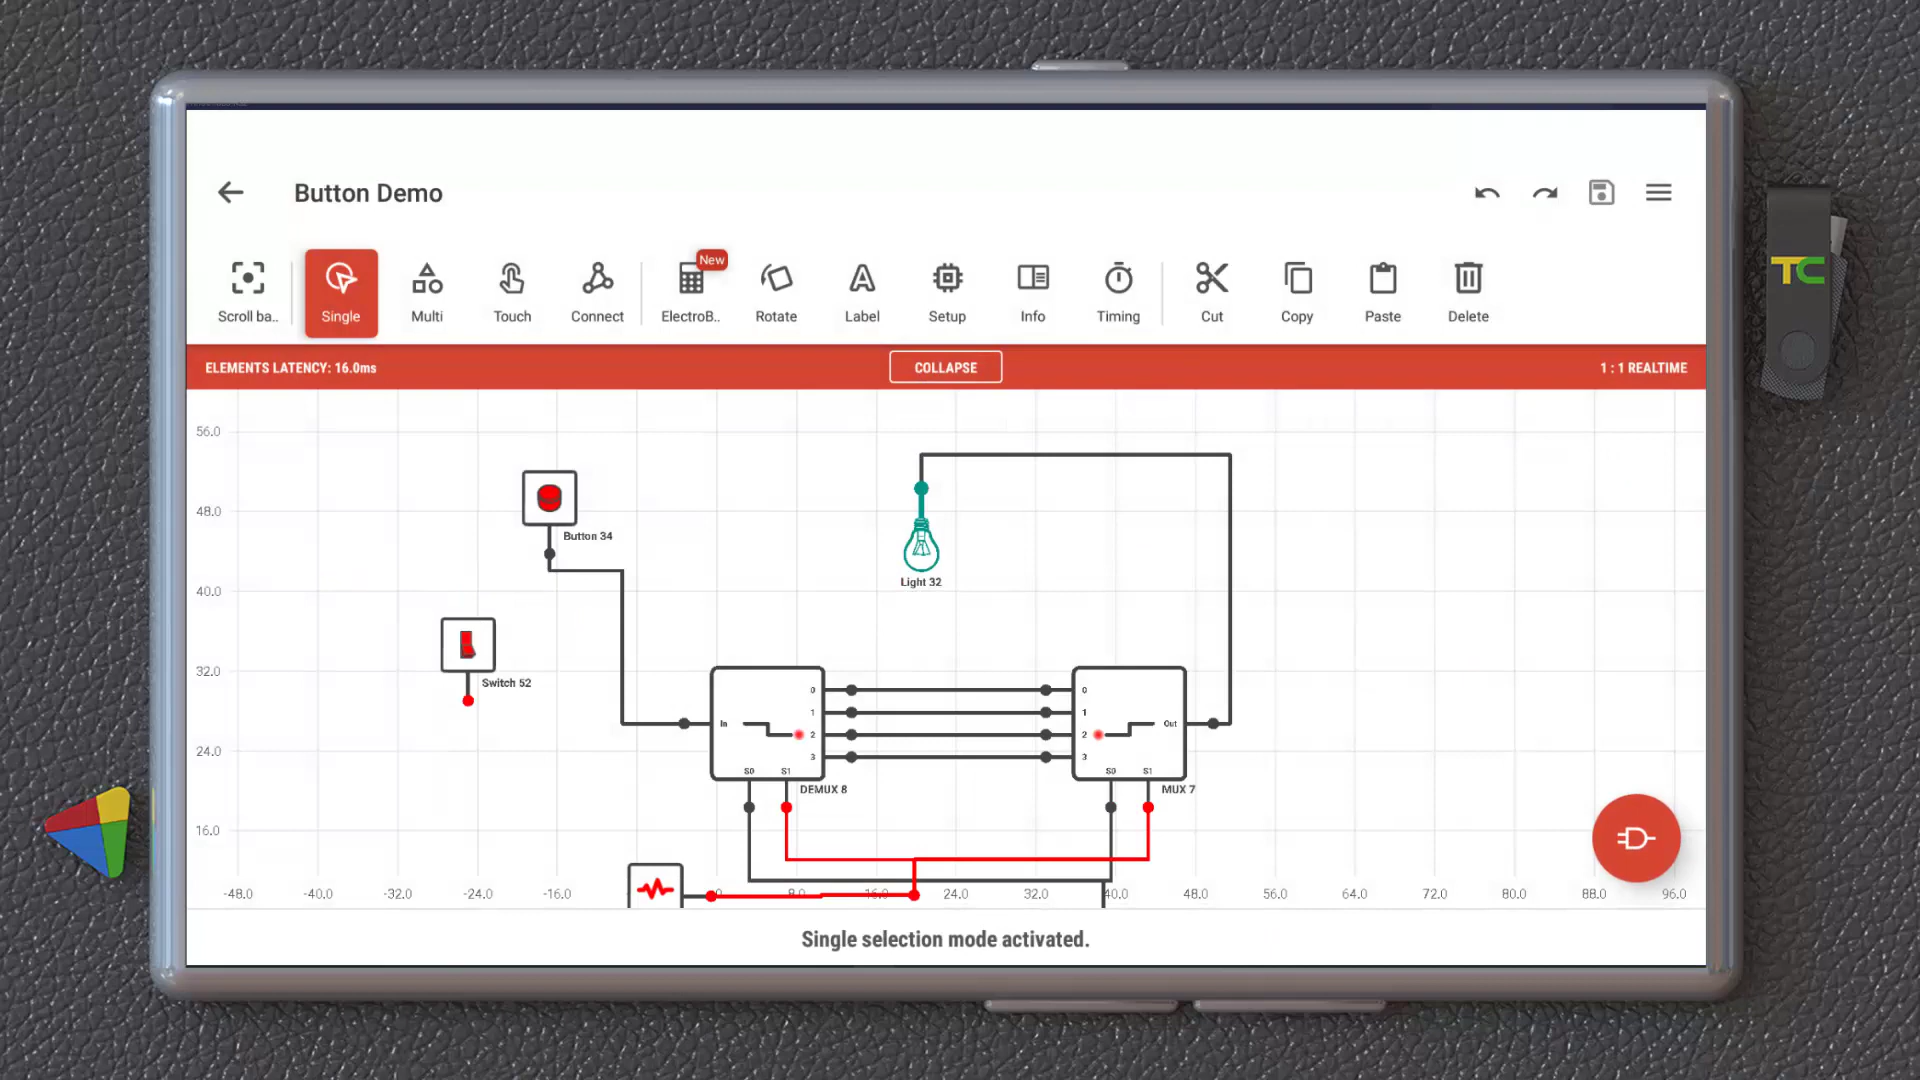 Button Demo
New
Scroll ba..
Single
Multi
Touch
Connect
ElectroB..
Rotate
Label
Setup
Info
Timing
Cut
Copy
Paste
Delete
ELEMENTS LATENCY: 16.0ms
COLLAPSE
1 : 1 REALTIME
TC
56.0
48.0
40.0
32.0
24.0
16.0
Button 34
Light 32
Switch 52
0
1
2
3
In
S0
S1
DEMUX 8
0
1
2
3
Out
S0
S1
MUX 7
-48.0
-40.0
-32.0
-24.0
-16.0
8.0
16.0
24.0
32.0
40.0
48.0
56.0
64.0
72.0
80.0
88.0
96.0
Single selection mode activated.